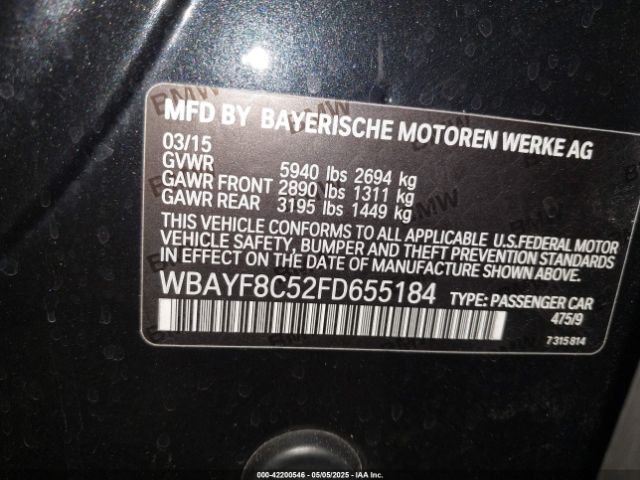 MFD BY BAYERISCHE MOTOREN WERKE AG
03/15
GVWR 5940 lbs 2694 kg
GAWR FRONT 2890 lbs 1311 kg
GAWR REAR 3195 lbs 1449 kg
THIS VEHICLE CONFORMS TO ALL APPLICABLE U.S.FEDERAL MOTOR
VEHICLE SAFETY, BUMPER AND THEFT PREVENTION STANDARDS
IN EFFECT ON THE DATE OF MANUFACTURE SHOWN ABOVE.
WBAYF8C52FD655184 TYPE: PASSENGER CAR
475/9
7315814
000-42200546 - 05/05/2025 - IAA Inc.